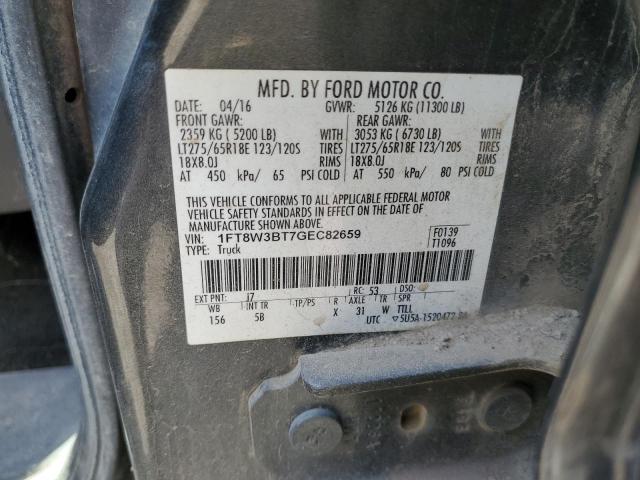 MFD. BY FORD MOTOR CO.
DATE: 04/16 GVWR: 5126 KG (11300 LB)
FRONT GAWR: REAR GAWR:
2359 KG ( 5200 LB) WITH 3053 KG ( 6730 LB) WITH
LT275/65R18E 123/120S TIRES LT275/65R18E 123/120S TIRES
18X8.0J RIMS 18X8.0J RIMS
AT 450 kPa/ 65 PSI COLD AT 550 kPa/ 80 PSI COLD
THIS VEHICLE CONFORMS TO ALL APPLICABLE FEDERAL MOTOR
VEHICLE SAFETY STANDARDS IN EFFECT ON THE DATE OF
MANUFACTURE SHOWN ABOVE.
VIN: 1FT8W3BT7GEC82659 F0139
TYPE: Truck T1096
EXT PNT: J7 RC: 53 DSO:
WB INT TR TP/PS R AXLE TR SPR
156 5B X 31 W TTLL
UTC ▽5U5A-1520472